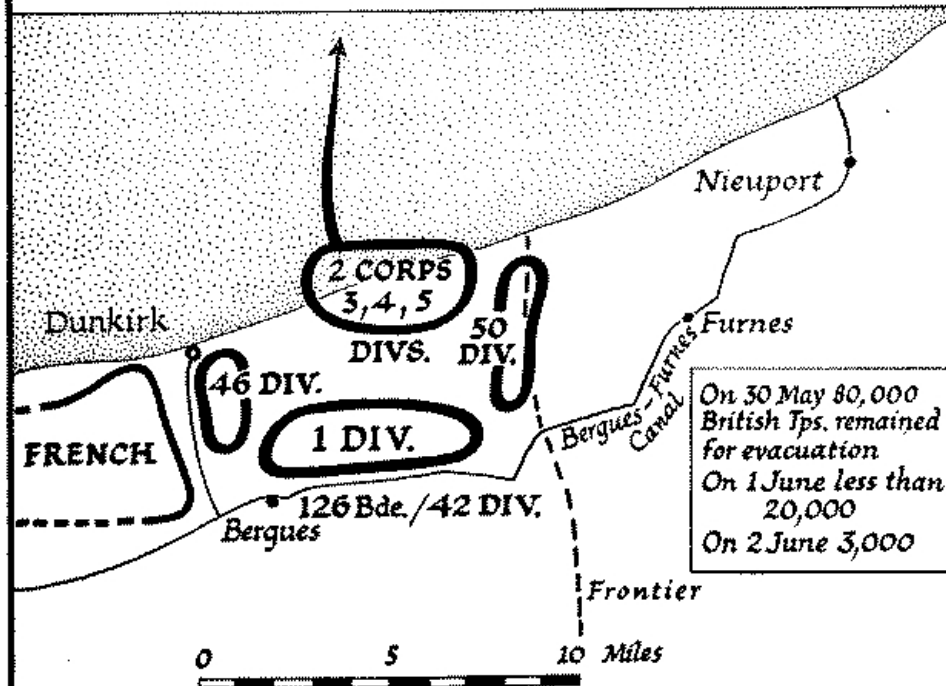 Nieuport
2 CORPS
3, 4, 5
DIVS.
Dunkirk
50
DIV.
Furnes
46 DIV.
Bergues-Furnes
Canal
FRENCH
1 DIV.
126 Bde./42 DIV.
Bergues
On 30 May 80,000
British Tps. remained
for evacuation
On 1 June less than
20,000
On 2 June 3,000
Frontier
0 5 10 Miles